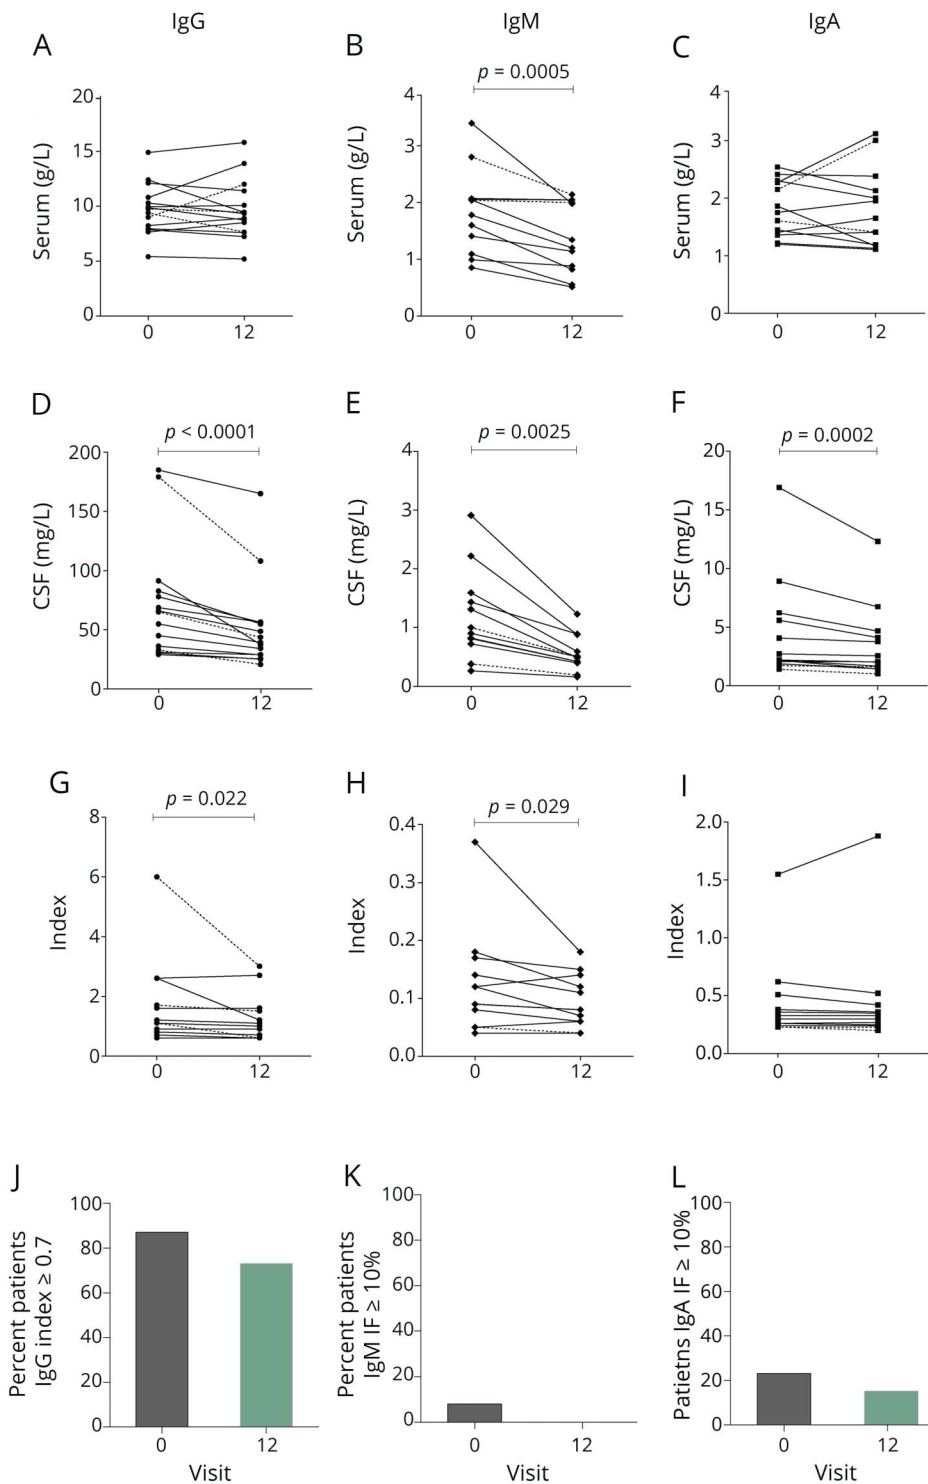 IgG
IgM
IgA
A
B
C
p = 0.0005
Serum (g/L)
20
15
10
5
0
0
12
Serum (g/L)
4
3
2
1
0
0
12
Serum (g/L)
4
3
2
1
0
0
12
D
E
F
p < 0.0001
p = 0.0025
p = 0.0002
CSF (mg/L)
200
150
100
50
0
0
12
CSF (mg/L)
4
3
2
1
0
0
12
CSF (mg/L)
20
15
10
5
0
0
12
G
H
I
p = 0.022
p = 0.029
Index
8
6
4
2
0
0
12
Index
0.4
0.3
0.2
0.1
0.0
0
12
Index
2.0
1.5
1.0
0.5
0.0
0
12
J
K
L
Percent patients
IgG index ≥ 0.7
100
80
60
40
20
0
0
12
Visit
Percent patients
IgM IF ≥ 10%
100
80
60
40
20
0
0
12
Visit
Patietns IgA IF ≥ 10%
100
80
60
40
20
0
0
12
Visit